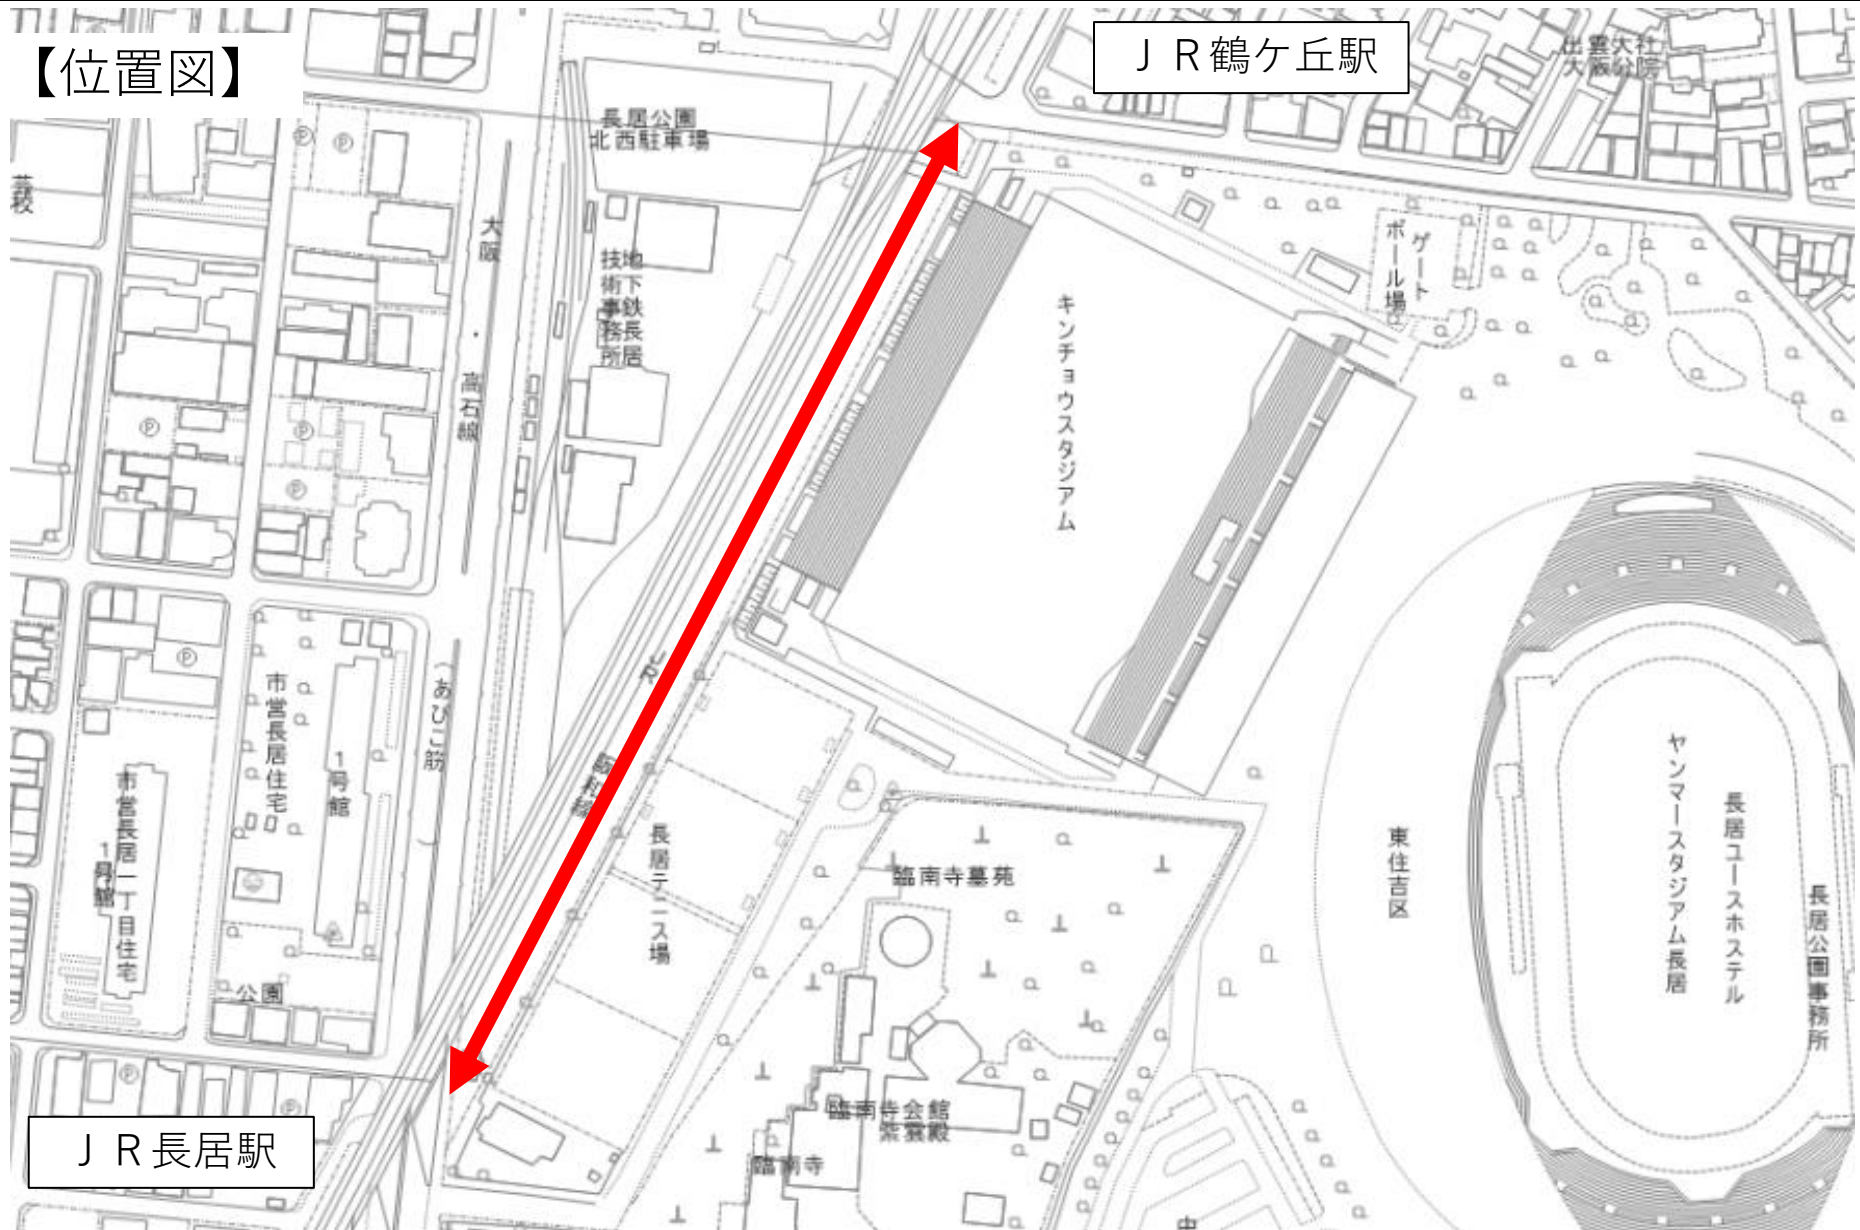 【位置図】
ＪＲ鶴ケ丘駅
出雲大社
大阪分院
長居公園
北西駐車場
大阪
・
高石線
（あびこ筋）
地下鉄長居
技術事務所
ゲート
ボール場
キンチョウスタジアム
JR
阪和線
市営長居住宅
1号館
市営長居一丁目住宅
1号館
公園
長居テニス場
臨南寺墓苑
東住吉区
ヤンマースタジアム長居
長居ユースホステル
長居公園事務所
臨南寺会館
紫雲殿
臨南寺
ＪＲ長居駅